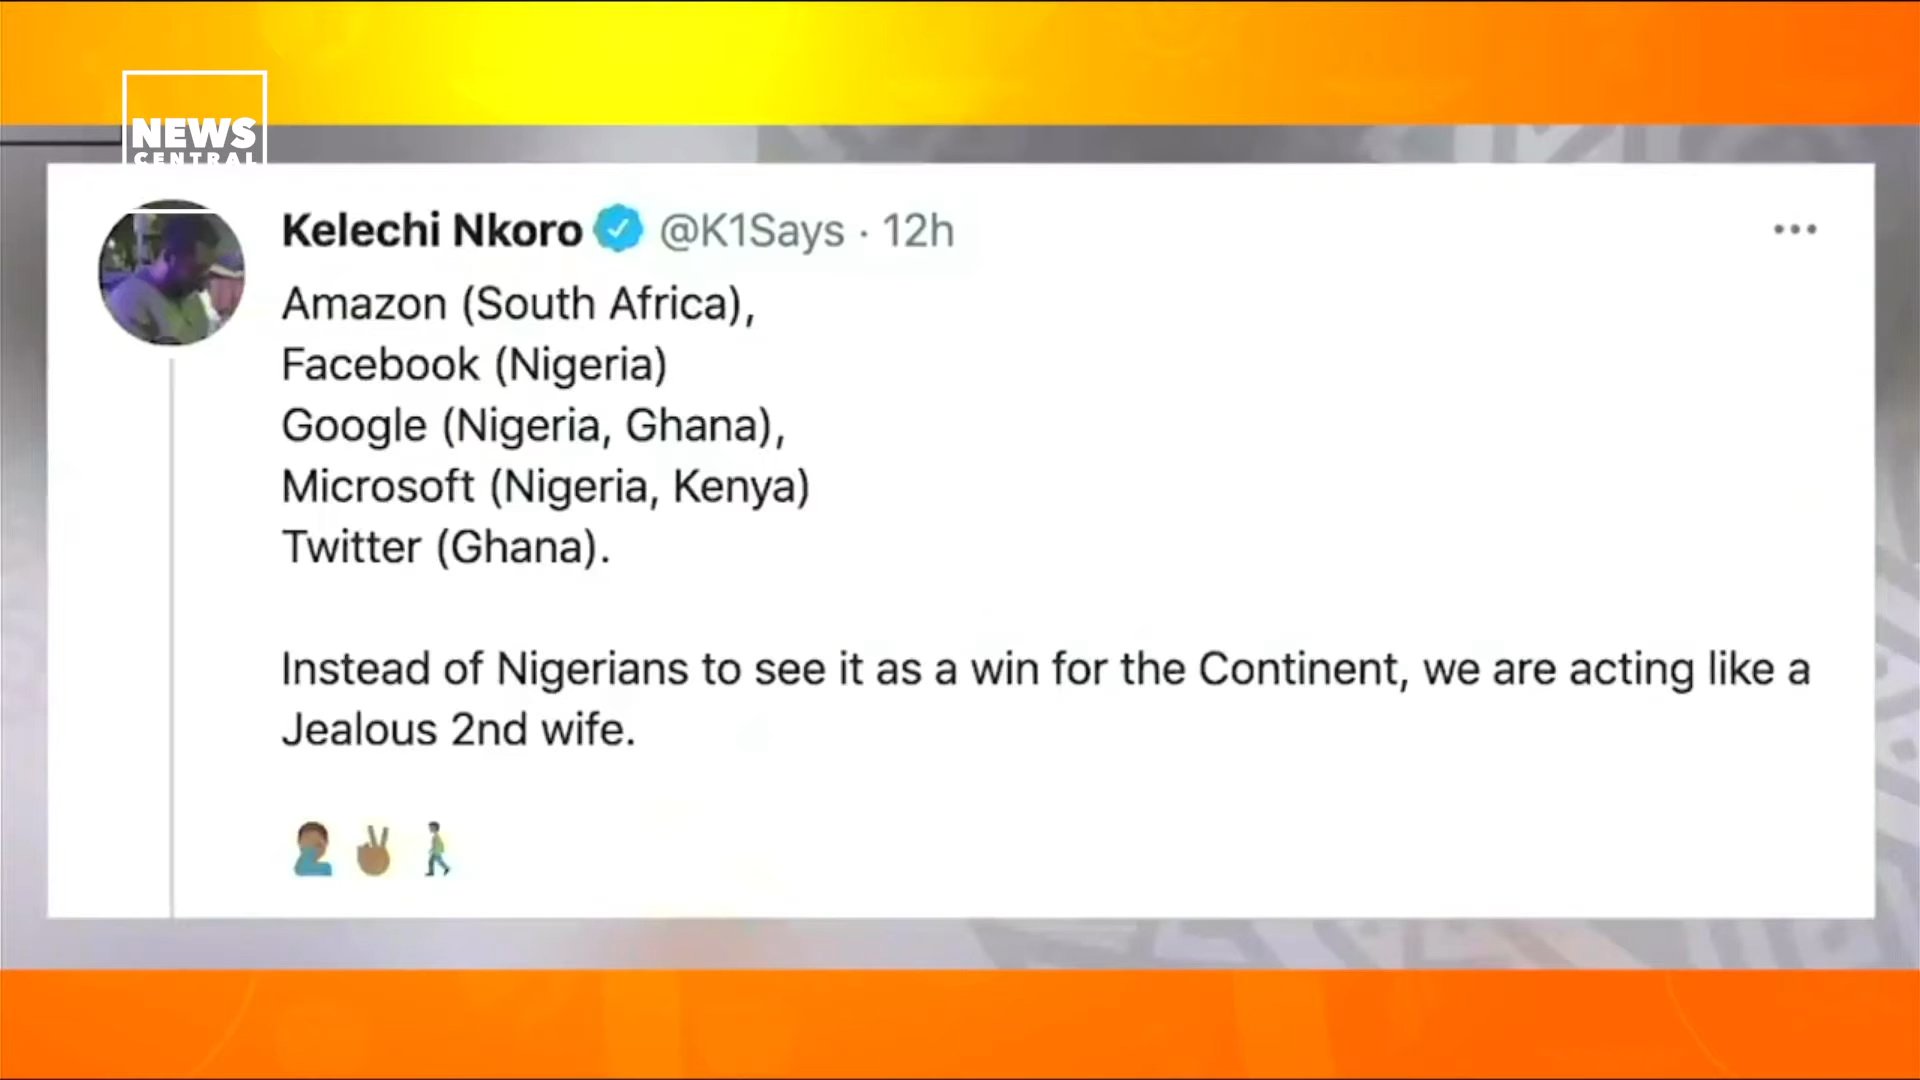 NEWS
CENTRAL
Kelechi Nkoro @K1Says · 12h
Amazon (South Africa),
Facebook (Nigeria)
Google (Nigeria, Ghana),
Microsoft (Nigeria, Kenya)
Twitter (Ghana).
Instead of Nigerians to see it as a win for the Continent, we are acting like a
Jealous 2nd wife.